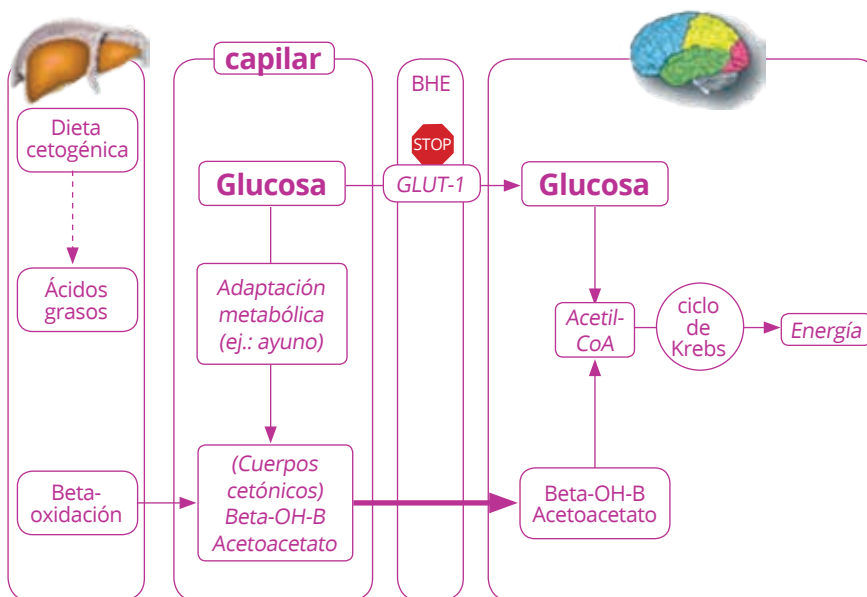 capilar
BHE
Dieta
cetogénica
STOP
Glucosa
GLUT-1
Glucosa
Ácidos
grasos
Adaptación
metabólica
(ej.: ayuno)
Acetil-
CoA
ciclo
de
Krebs
Energía
Beta-
oxidación
(Cuerpos
cetónicos)
Beta-OH-B
Acetoacetato
Beta-OH-B
Acetoacetato